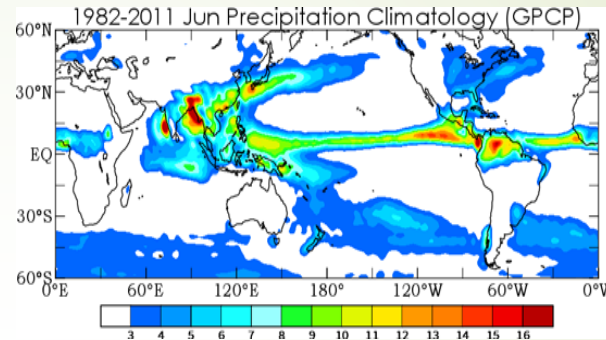 1982-2011 Jun Precipitation Climatology (GPCP)
60°N
30°N
EQ
30°S
60°S
0°E 60°E 120°E 180° 120°W 60°W 0°W
3 4 5 6 7 8 9 10 11 12 13 14 15 16